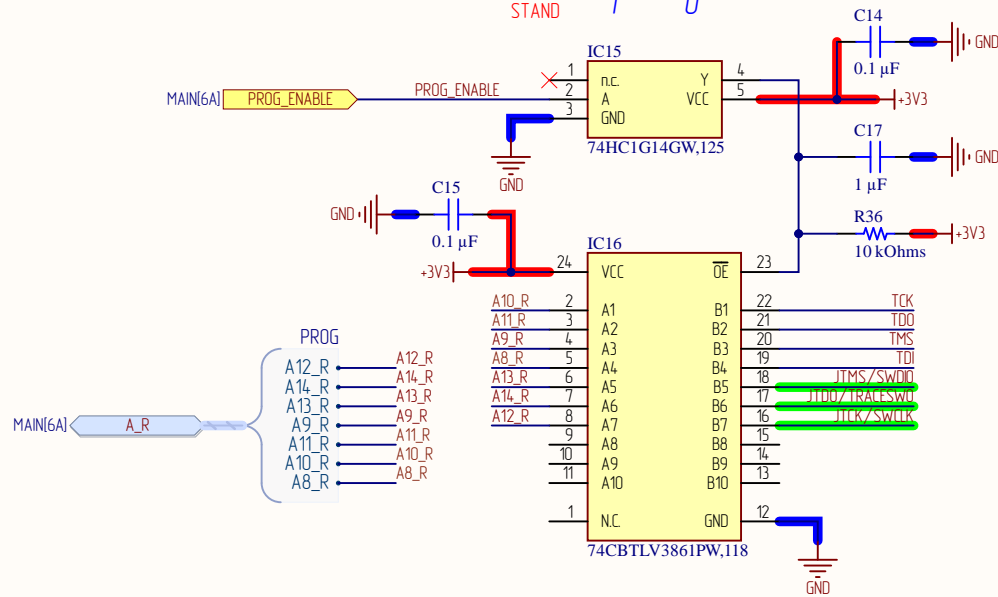 STAND
C14
GND
0.1 µF
IC15
1 n.c. Y 4
2 A VCC 5
3 GND
74HC1G14GW,125
MAIN[6A] PROG_ENABLE PROG_ENABLE
+3V3
GND
C17
GND
1 µF
R36
+3V3
10 kOhms
C15
GND
0.1 µF
+3V3
IC16
24 VCC OE 23
A10_R 2 A1 B1 22 TCK
A11_R 3 A2 B2 21 TDO
A9_R 4 A3 B3 20 TMS
A8_R 5 A4 B4 19 TDI
A13_R 6 A5 B5 18 JTMS/SWDIO
A14_R 7 A6 B6 17 JTDO/TRACESWO
A12_R 8 A7 B7 16 JTCK/SWCLK
9 A8 B8 15
10 A9 B9 14
11 A10 B10 13
1 N.C. GND 12
74CBTLV3861PW,118
GND
PROG
A12_R A12_R
A14_R A14_R
A13_R A13_R
A9_R A9_R
A11_R A11_R
A10_R A10_R
A8_R A8_R
MAIN[6A] A_R